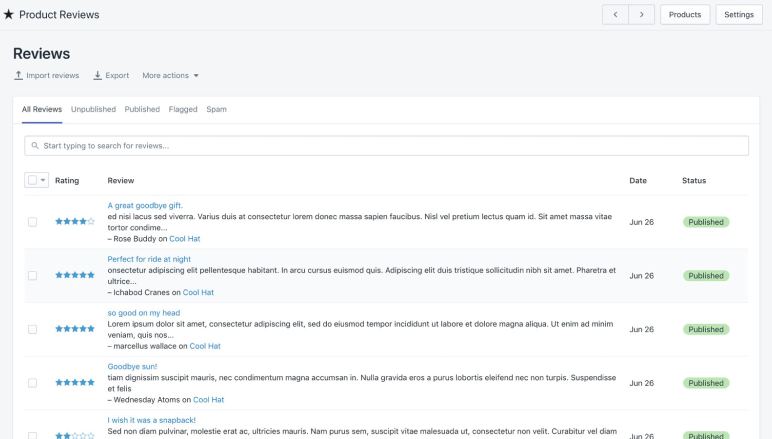 Product Reviews
Products
Settings
Reviews
Import reviews
Export
More actions
All Reviews
Unpublished
Published
Flagged
Spam
Start typing to search for reviews...
Rating
Review
Date
Status
A great goodbye gift.
ed nisi lacus sed viverra. Varius duis at consectetur lorem donec massa sapien faucibus. Nisl vel pretium lectus quam id. Sit amet massa vitae
tortor condime...
– Rose Buddy on Cool Hat
Jun 26
Published
Perfect for ride at night
onsectetur adipiscing elit pellentesque habitant. In arcu cursus euismod quis. Adipiscing elit duis tristique sollicitudin nibh sit amet. Pharetra et
ultrice...
– Ichabod Cranes on Cool Hat
Jun 26
Published
so good on my head
Lorem ipsum dolor sit amet, consectetur adipiscing elit, sed do eiusmod tempor incididunt ut labore et dolore magna aliqua. Ut enim ad minim
veniam, quis nos...
– marcellus wallace on Cool Hat
Jun 26
Published
Goodbye sun!
tiam dignissim suscipit mauris, nec condimentum magna accumsan in. Nulla gravida eros a purus lobortis eleifend nec non turpis. Suspendisse
et felis
– Wednesday Atoms on Cool Hat
Jun 26
Published
I wish it was a snapback!
Sed non diam pulvinar, molestie erat ac, ultricies mauris. Nam purus sem, suscipit vitae malesuada ut, consectetur non velit. Curabitur vel diam
Jun 26
Published